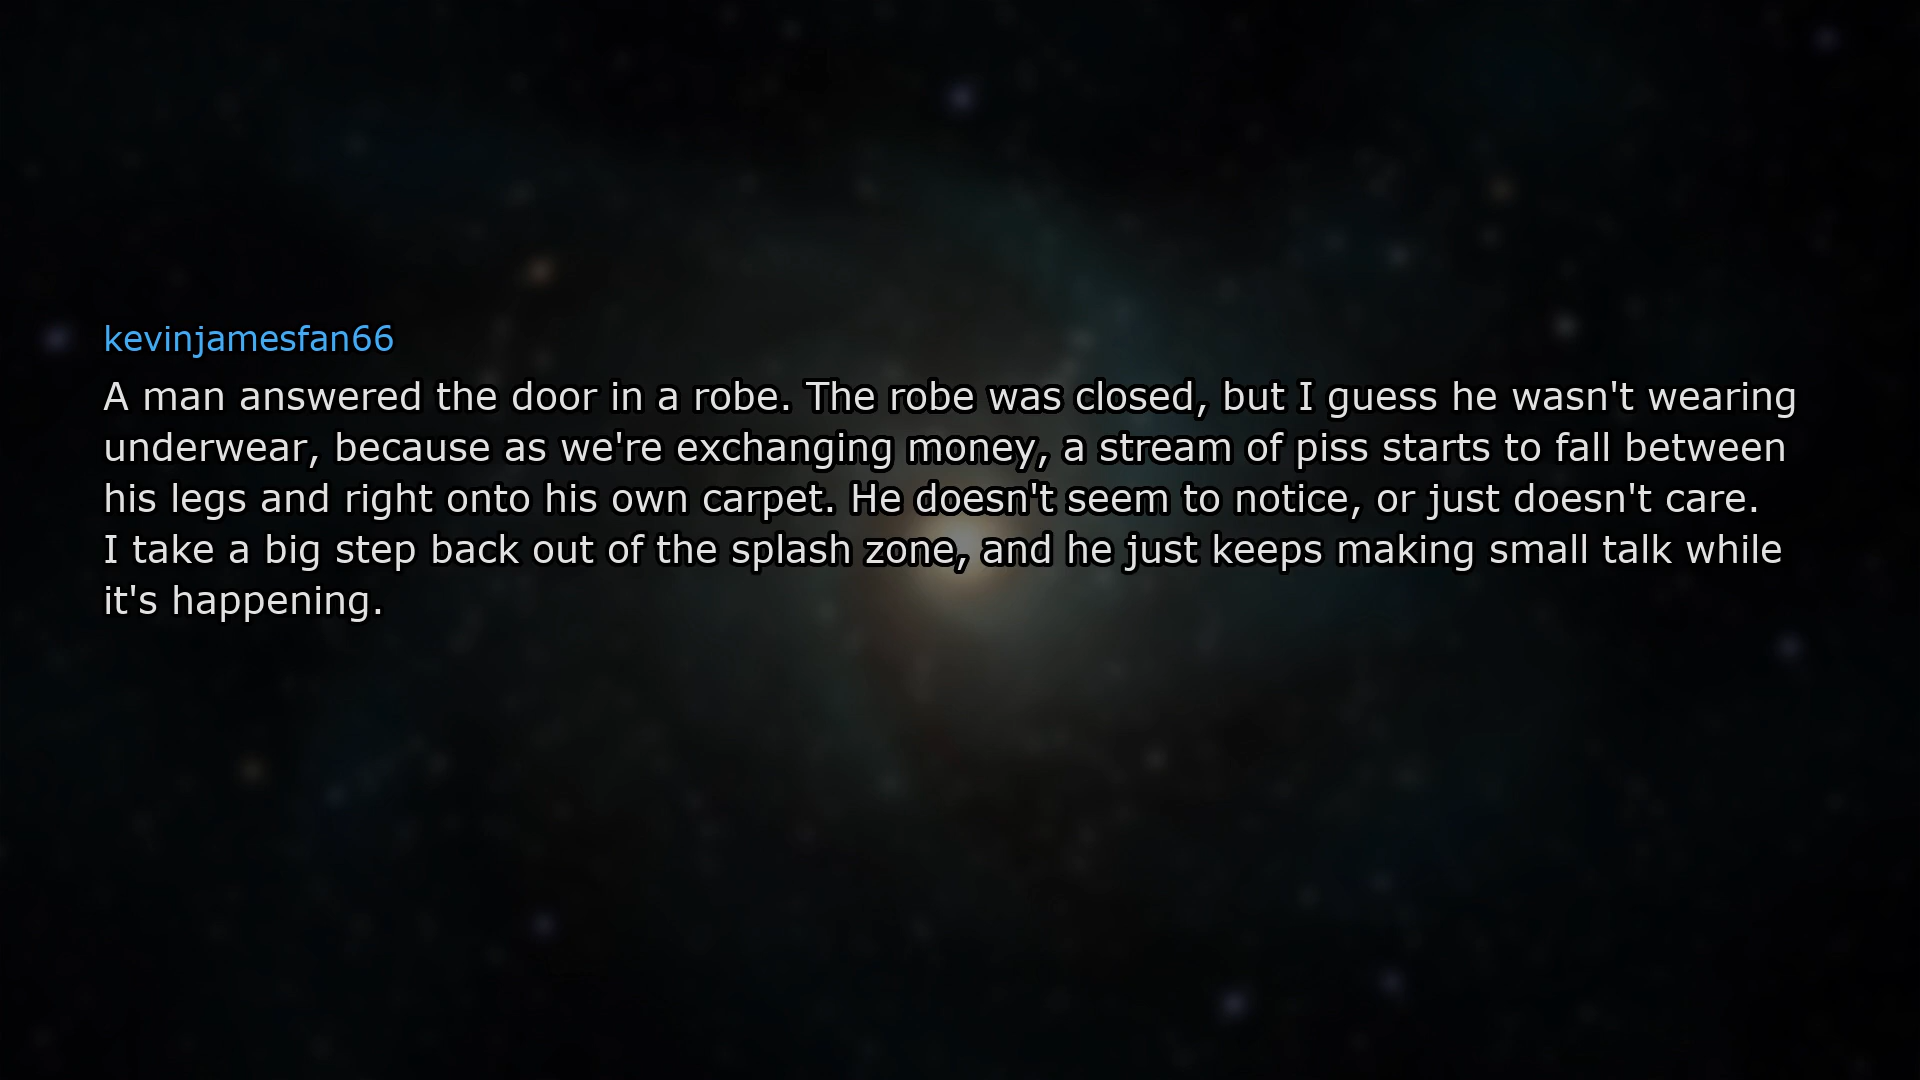 kevinjamesfan66
A man answered the door in a robe. The robe was closed, but I guess he wasn't wearing
underwear, because as we're exchanging money, a stream of piss starts to fall between
his legs and right onto his own carpet. He doesn't seem to notice, or just doesn't care.
I take a big step back out of the splash zone, and he just keeps making small talk while
it's happening.